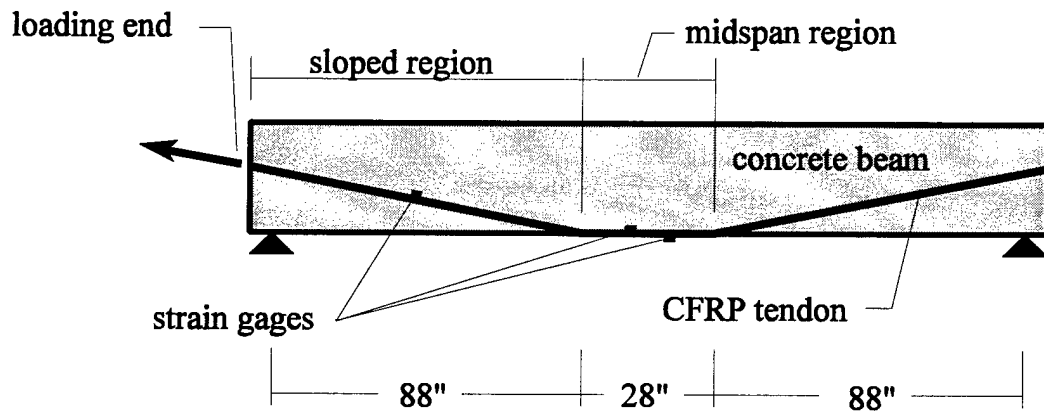 loading end
midspan region
sloped region
concrete beam
strain gages
CFRP tendon
88"
28"
88"